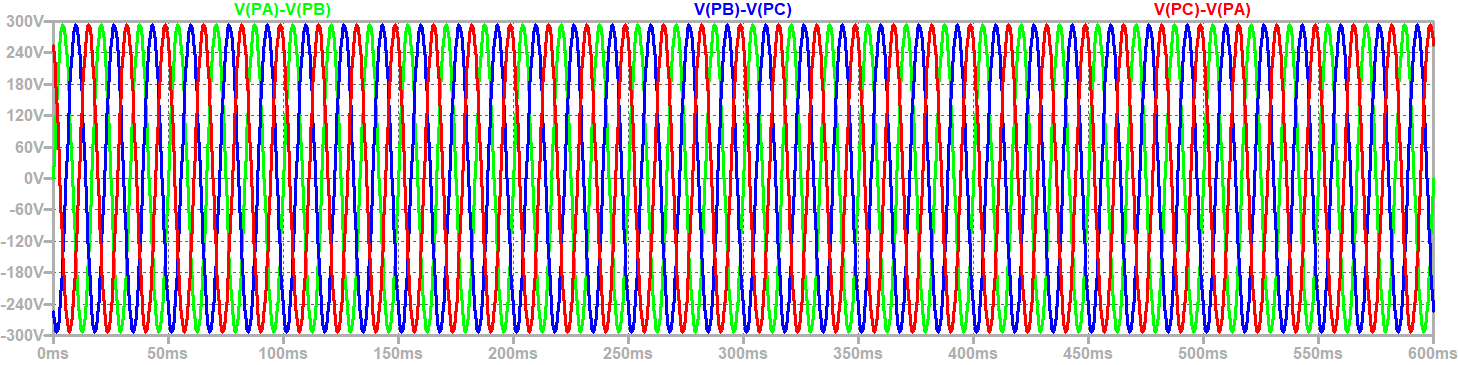 V(PA)-V(PB) V(PB)-V(PC) V(PC)-V(PA)
300V
240V
180V
120V
60V
0V
-60V
-120V
-180V
-240V
-300V
0ms 50ms 100ms 150ms 200ms 250ms 300ms 350ms 400ms 450ms 500ms 550ms 600ms